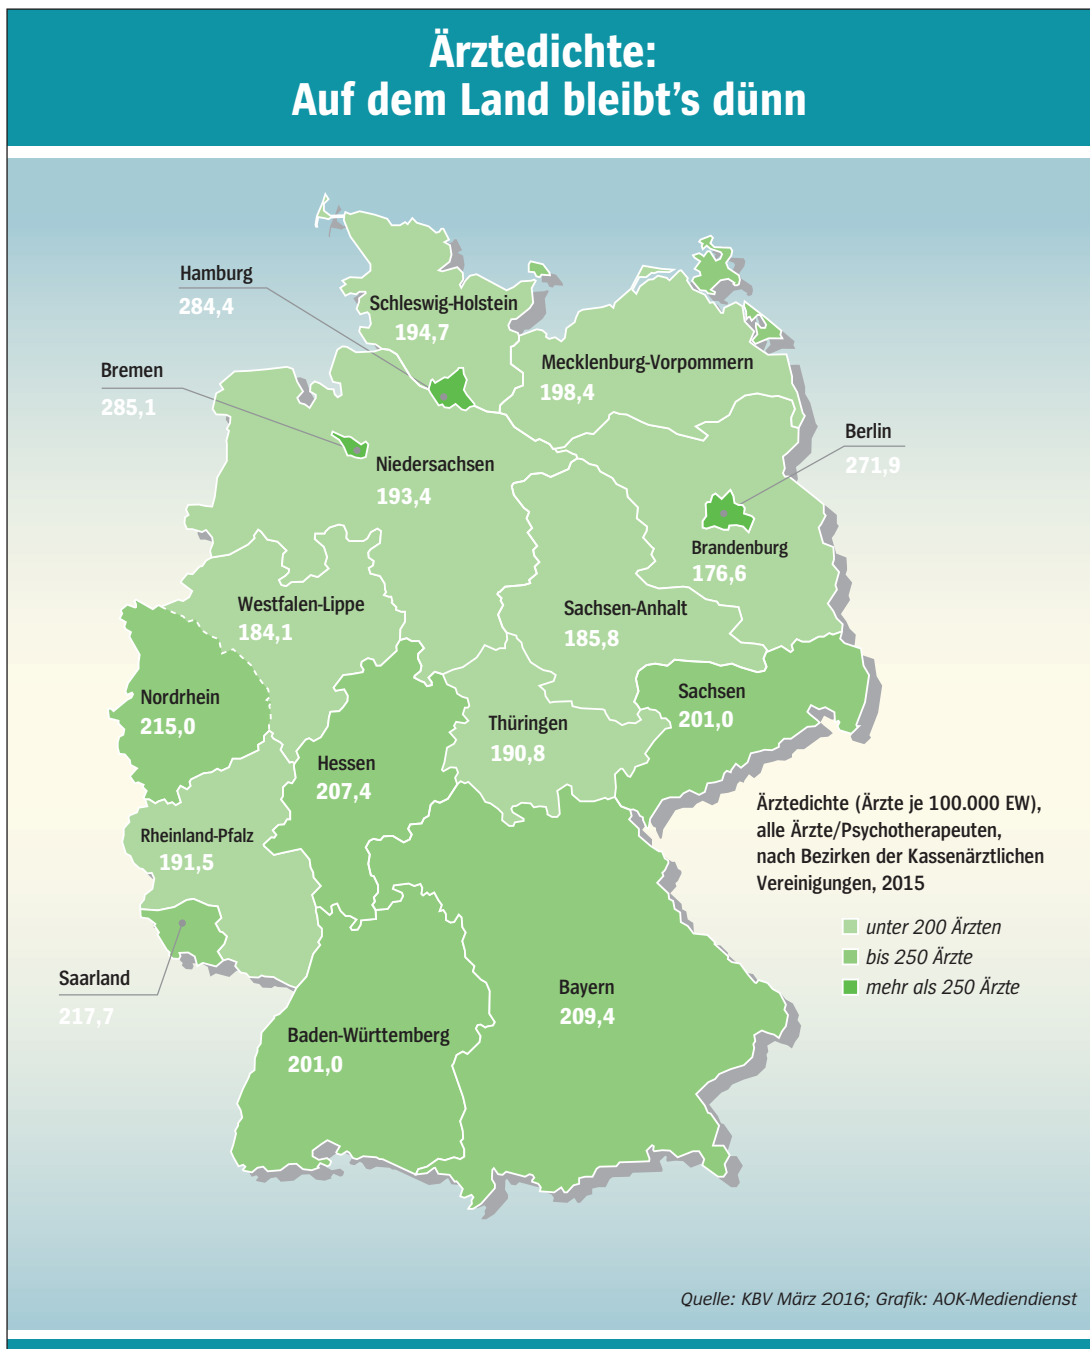 Ärztedichte:
Auf dem Land bleibt’s dünn
Hamburg
284,4
Schleswig-Holstein
194,7
Mecklenburg-Vorpommern
198,4
Bremen
285,1
Berlin
271,9
Niedersachsen
193,4
Brandenburg
176,6
Westfalen-Lippe
184,1
Sachsen-Anhalt
185,8
Nordrhein
215,0
Sachsen
201,0
Thüringen
190,8
Hessen
207,4
Rheinland-Pfalz
191,5
Ärztedichte (Ärzte je 100.000 EW),
alle Ärzte/Psychotherapeuten,
nach Bezirken der Kassenärztlichen
Vereinigungen, 2015
unter 200 Ärzten
bis 250 Ärzte
mehr als 250 Ärzte
Saarland
217,7
Bayern
209,4
Baden-Württemberg
201,0
Quelle: KBV März 2016; Grafik: AOK-Mediendienst